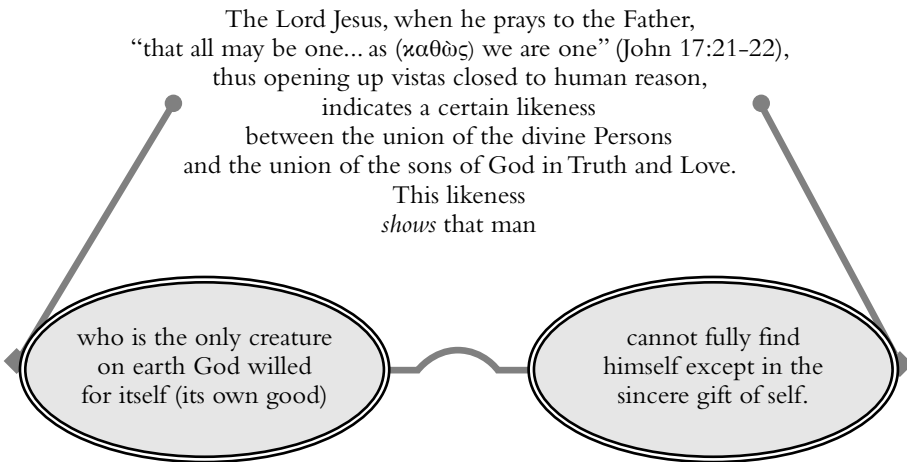 The Lord Jesus, when he prays to the Father,
“that all may be one... as (ϰαθὼς) we are one” (John 17:21-22),
thus opening up vistas closed to human reason,
indicates a certain likeness
between the union of the divine Persons
and the union of the sons of God in Truth and Love.
This likeness
shows that man
who is the only creature
on earth God willed
for itself (its own good)
cannot fully find
himself except in the
sincere gift of self.